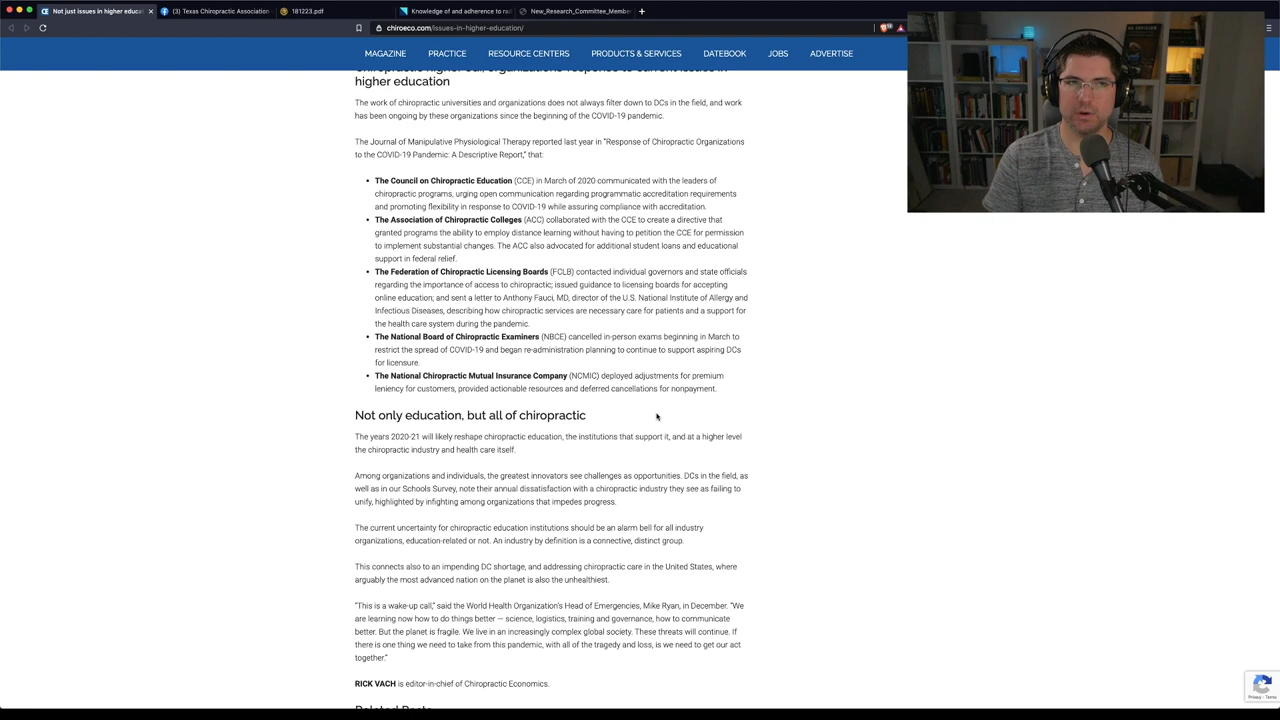 Not just issues in higher educat
(3) Texas Chiropractic Association
181223.pdf
Knowledge of and adherence to ra
New_Research_Committee_Membe
chiroeco.com/issues-in-higher-education/
MAGAZINE PRACTICE RESOURCE CENTERS PRODUCTS & SERVICES DATEBOOK JOBS ADVERTISE
higher education
The work of chiropractic universities and organizations does not always filter down to DCs in the field, and work
has been ongoing by these organizations since the beginning of the COVID-19 pandemic.
The Journal of Manipulative Physiological Therapy reported last year in "Response of Chiropractic Organizations
to the COVID-19 Pandemic: A Descriptive Report," that:
The Council on Chiropractic Education (CCE) in March of 2020 communicated with the leaders of
chiropractic programs, urging open communication regarding programmatic accreditation requirements
and promoting flexibility in response to COVID-19 while assuring compliance with accreditation.
The Association of Chiropractic Colleges (ACC) collaborated with the CCE to create a directive that
granted programs the ability to employ distance learning without having to petition the CCE for permission
to implement substantial changes. The ACC also advocated for additional student loans and educational
support in federal relief.
The Federation of Chiropractic Licensing Boards (FCLB) contacted individual governors and state officials
regarding the importance of access to chiropractic; issued guidance to licensing boards for accepting
online education; and sent a letter to Anthony Fauci, MD, director of the U.S. National Institute of Allergy and
Infectious Diseases, describing how chiropractic services are necessary care for patients and a support for
the health care system during the pandemic.
The National Board of Chiropractic Examiners (NBCE) cancelled in-person exams beginning in March to
restrict the spread of COVID-19 and began re-administration planning to continue to support aspiring DCs
for licensure.
The National Chiropractic Mutual Insurance Company (NCMIC) deployed adjustments for premium
leniency for customers, provided actionable resources and deferred cancellations for nonpayment.
Not only education, but all of chiropractic
The years 2020-21 will likely reshape chiropractic education, the institutions that support it, and at a higher level
the chiropractic industry and health care itself.
Among organizations and individuals, the greatest innovators see challenges as opportunities. DCs in the field, as
well as in our Schools Survey, note their annual dissatisfaction with a chiropractic industry they see as failing to
unify, highlighted by infighting among organizations that impedes progress.
The current uncertainty for chiropractic education institutions should be an alarm bell for all industry
organizations, education-related or not. An industry by definition is a connective, distinct group.
This connects also to an impending DC shortage, and addressing chiropractic care in the United States, where
arguably the most advanced nation on the planet is also the unhealthiest.
"This is a wake-up call," said the World Health Organization's Head of Emergencies, Mike Ryan, in December. "We
are learning now how to do things better — science, logistics, training and governance, how to communicate
better. But the planet is fragile. We live in an increasingly complex global society. These threats will continue. If
there is one thing we need to take from this pandemic, with all of the tragedy and loss, is we need to get our act
together."
RICK VACH is editor-in-chief of Chiropractic Economics.
Related Posts
Privacy - Terms